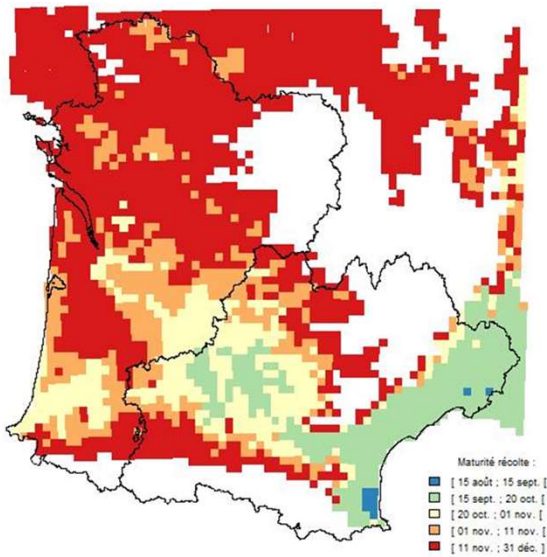 Maturité récolte :
[ 15 août ; 15 sept. [
[ 15 sept. ; 20 oct. [
[ 20 oct. ; 01 nov. [
[ 01 nov. ; 11 nov. [
[ 11 nov. ; 31 déc. [